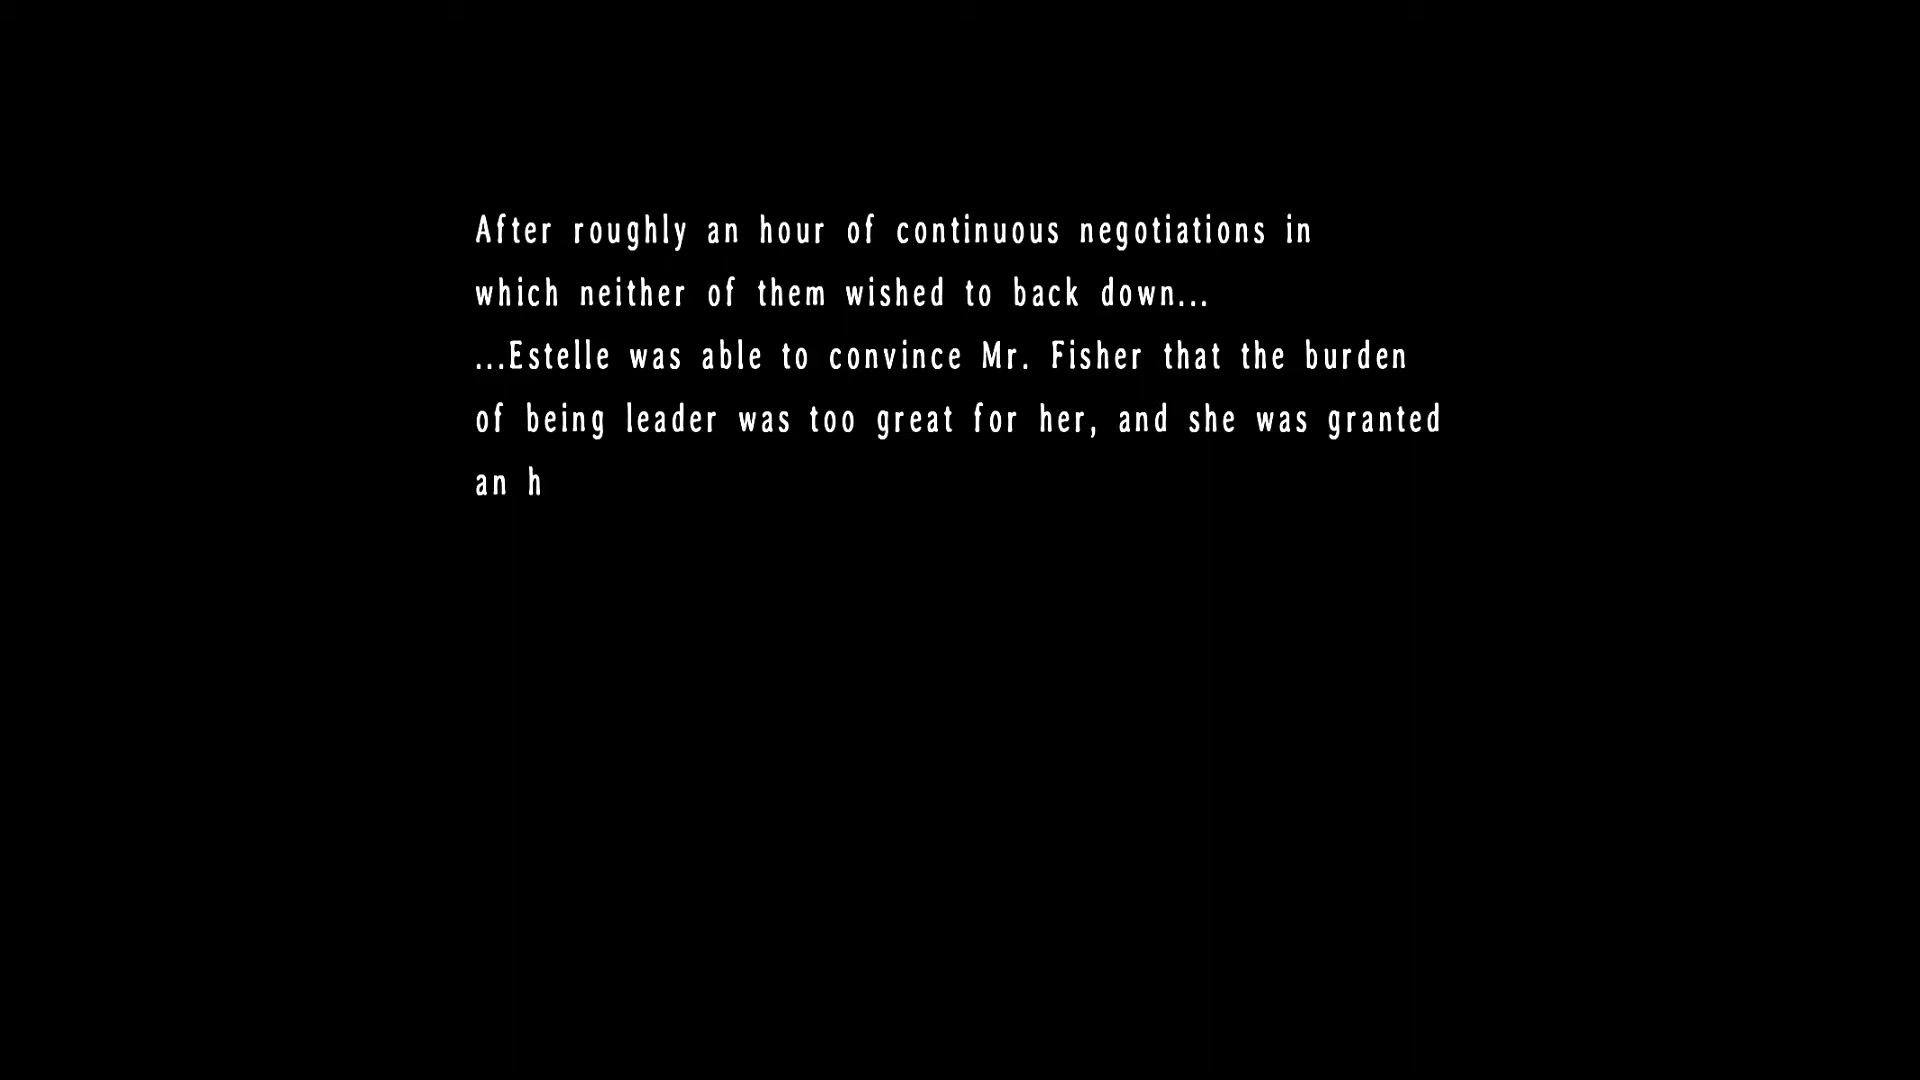 After roughly an hour of continuous negotiations in
which neither of them wished to back down...
...Estelle was able to convince Mr. Fisher that the burden
of being leader was too great for her, and she was granted
an h